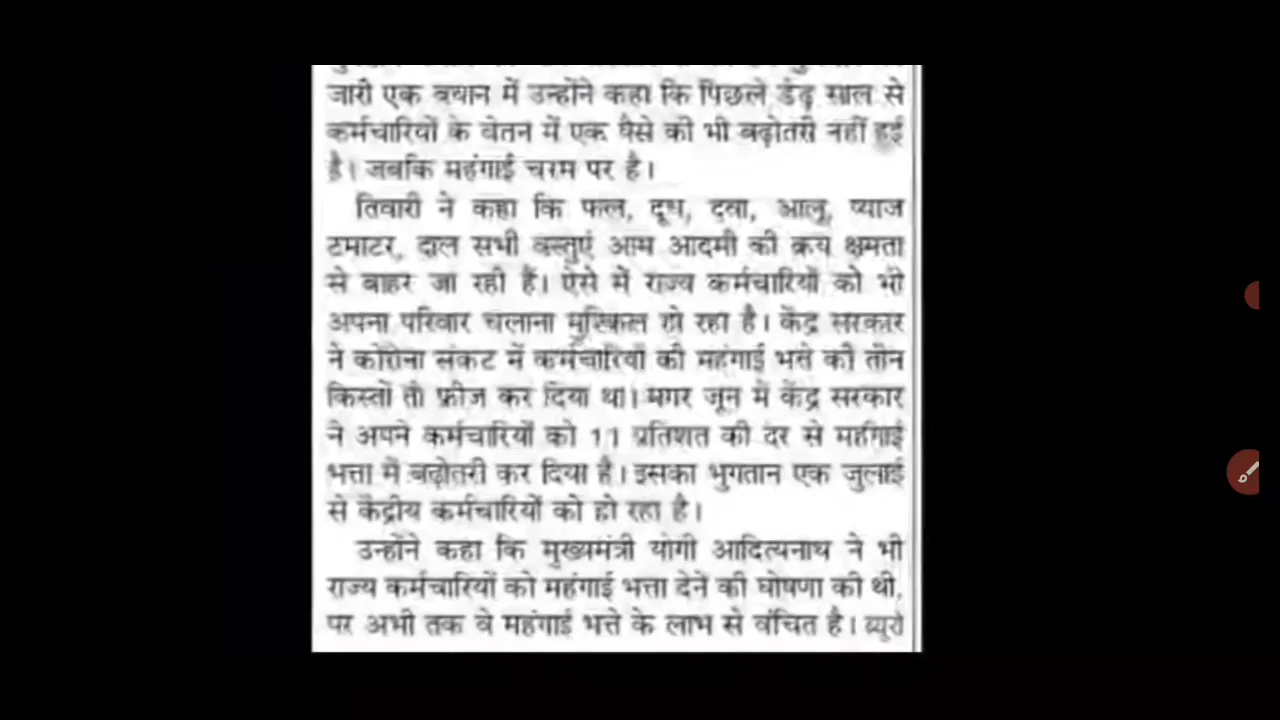 जारी एक बयान में उन्होंने कहा कि पिछले डेढ़ साल से
कर्मचारियों के वेतन में एक पैसे की भी बढ़ोतरी नहीं हुई
है। जबकि महंगाई चरम पर है।
तिवारी ने कहा कि फल, दूध, दवा, आलू, प्याज
टमाटर, दाल सभी वस्तुएं आम आदमी की क्रय क्षमता
से बाहर जा रही हैं। ऐसे में राज्य कर्मचारियों को भी
अपना परिवार चलाना मुश्किल हो रहा है। केंद्र सरकार
ने कोरोना संकट में कर्मचारियों की महंगाई भत्ते की तीन
किस्तों तो फ्रीज कर दिया था। मगर जून में केंद्र सरकार
ने अपने कर्मचारियों को 11 प्रतिशत की दर से महंगाई
भत्ता में बढ़ोतरी कर दिया है। इसका भुगतान एक जुलाई
से केंद्रीय कर्मचारियों को हो रहा है।
उन्होंने कहा कि मुख्यमंत्री योगी आदित्यनाथ ने भी
राज्य कर्मचारियों को महंगाई भत्ता देने की घोषणा की थी,
पर अभी तक वे महंगाई भत्ते के लाभ से वंचित है। ब्यूरो